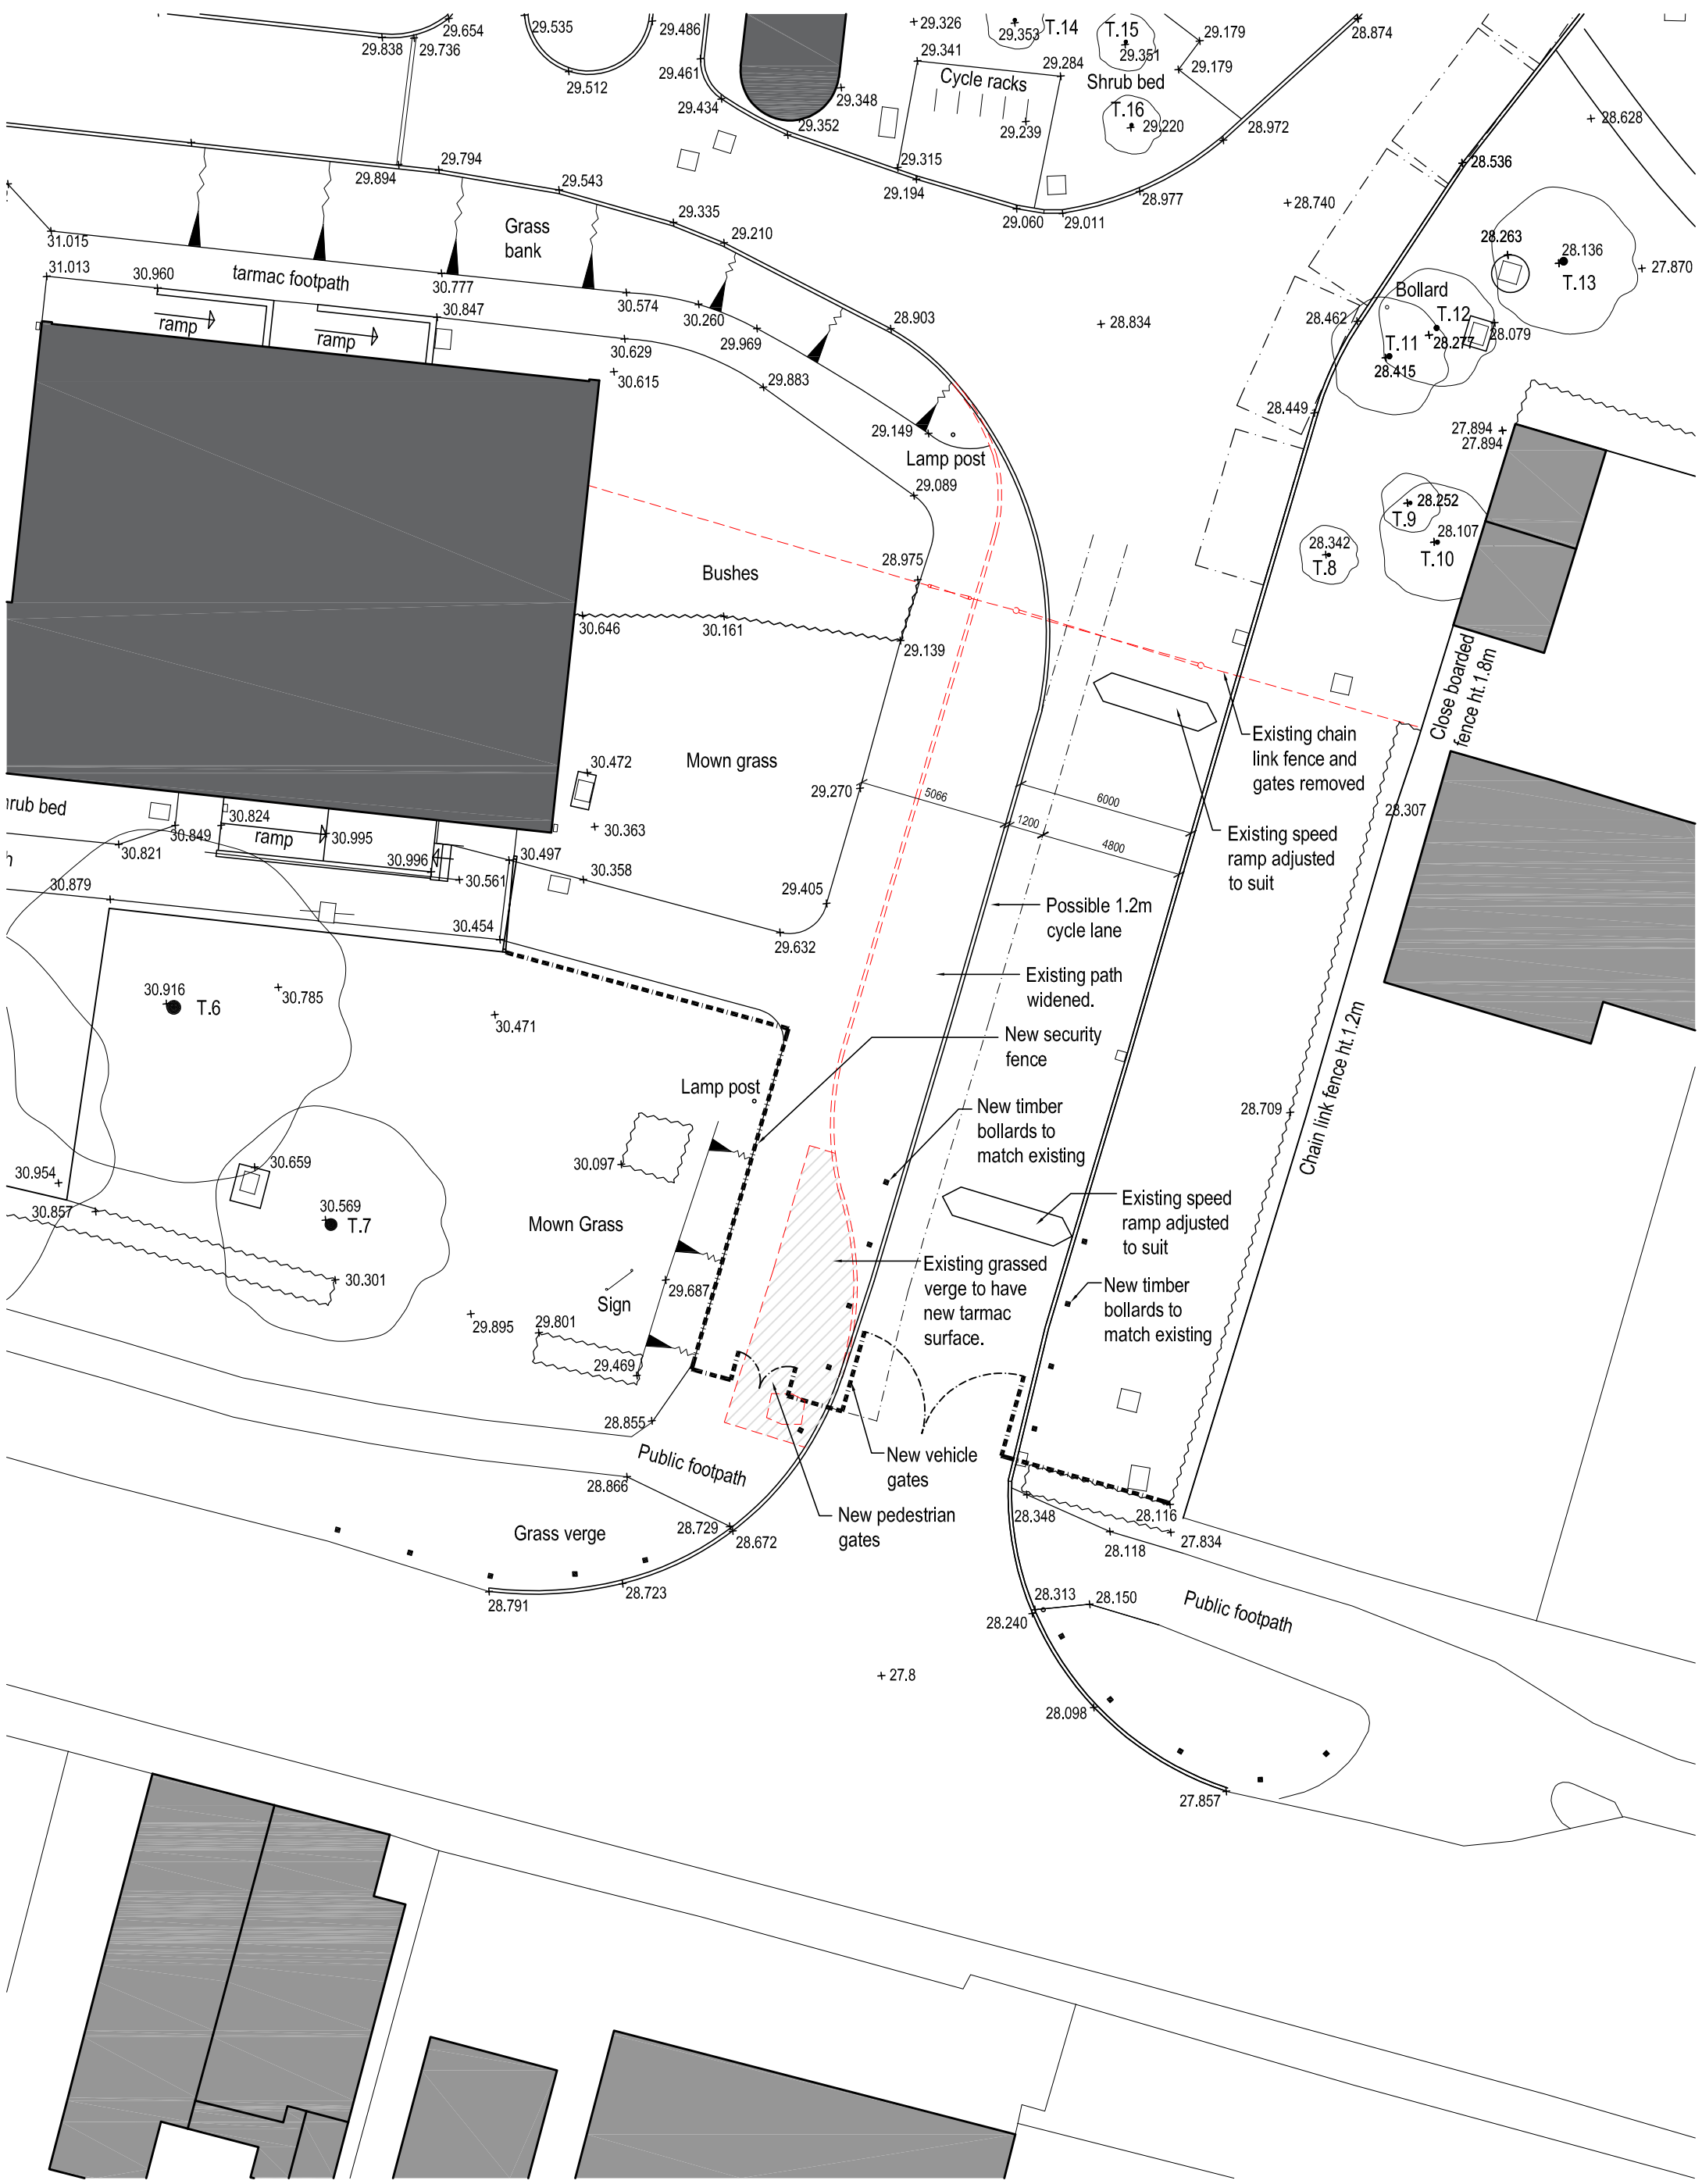 29.654
29.838
29.736
29.535
29.512
29.486
29.461
29.434
29.352
29.348
29.326
29.353
T.14
T.15
29.351
29.179
29.179
28.874
29.341
Cycle racks
29.284
Shrub bed
T.16
29.220
29.239
28.972
28.628
28.536
29.315
29.194
29.060
29.011
28.977
28.740
29.794
29.894
29.543
29.335
29.210
Grass
bank
31.015
31.013
30.960
tarmac footpath
30.777
30.847
30.574
30.260
29.969
28.903
28.834
28.263
28.136
T.13
27.870
Bollard
28.462
T.12
T.11
28.277
28.079
28.415
ramp
ramp
30.629
30.615
29.883
29.149
Lamp post
29.089
28.449
27.894
27.894
28.252
T.9
28.107
T.10
28.342
T.8
28.975
Bushes
30.646
30.161
29.139
Close boarded
fence ht.1.8m
Existing chain
link fence and
gates removed
Mown grass
30.472
29.270
5066
6000
1200
4800
28.307
30.363
Existing speed
ramp adjusted
to suit
30.824
30.849
ramp
30.995
30.996
30.821
30.497
30.561
30.358
29.405
30.879
30.454
29.632
Possible 1.2m
cycle lane
Existing path
widened.
30.916
T.6
30.785
30.471
New security
fence
Lamp post
Chain link fence ht.1.2m
28.709
New timber
bollards to
match existing
30.097
30.659
30.954
30.857
30.569
T.7
Mown Grass
Existing speed
ramp adjusted
to suit
30.301
Sign
29.687
Existing grassed
verge to have
new tarmac
surface.
New timber
bollards to
match existing
29.895
29.801
29.469
28.855
Public footpath
New vehicle
gates
28.866
New pedestrian
gates
Grass verge
28.729
28.672
28.348
28.116
27.834
28.118
28.791
28.723
28.313
28.150
28.240
Public footpath
27.8
28.098
27.857